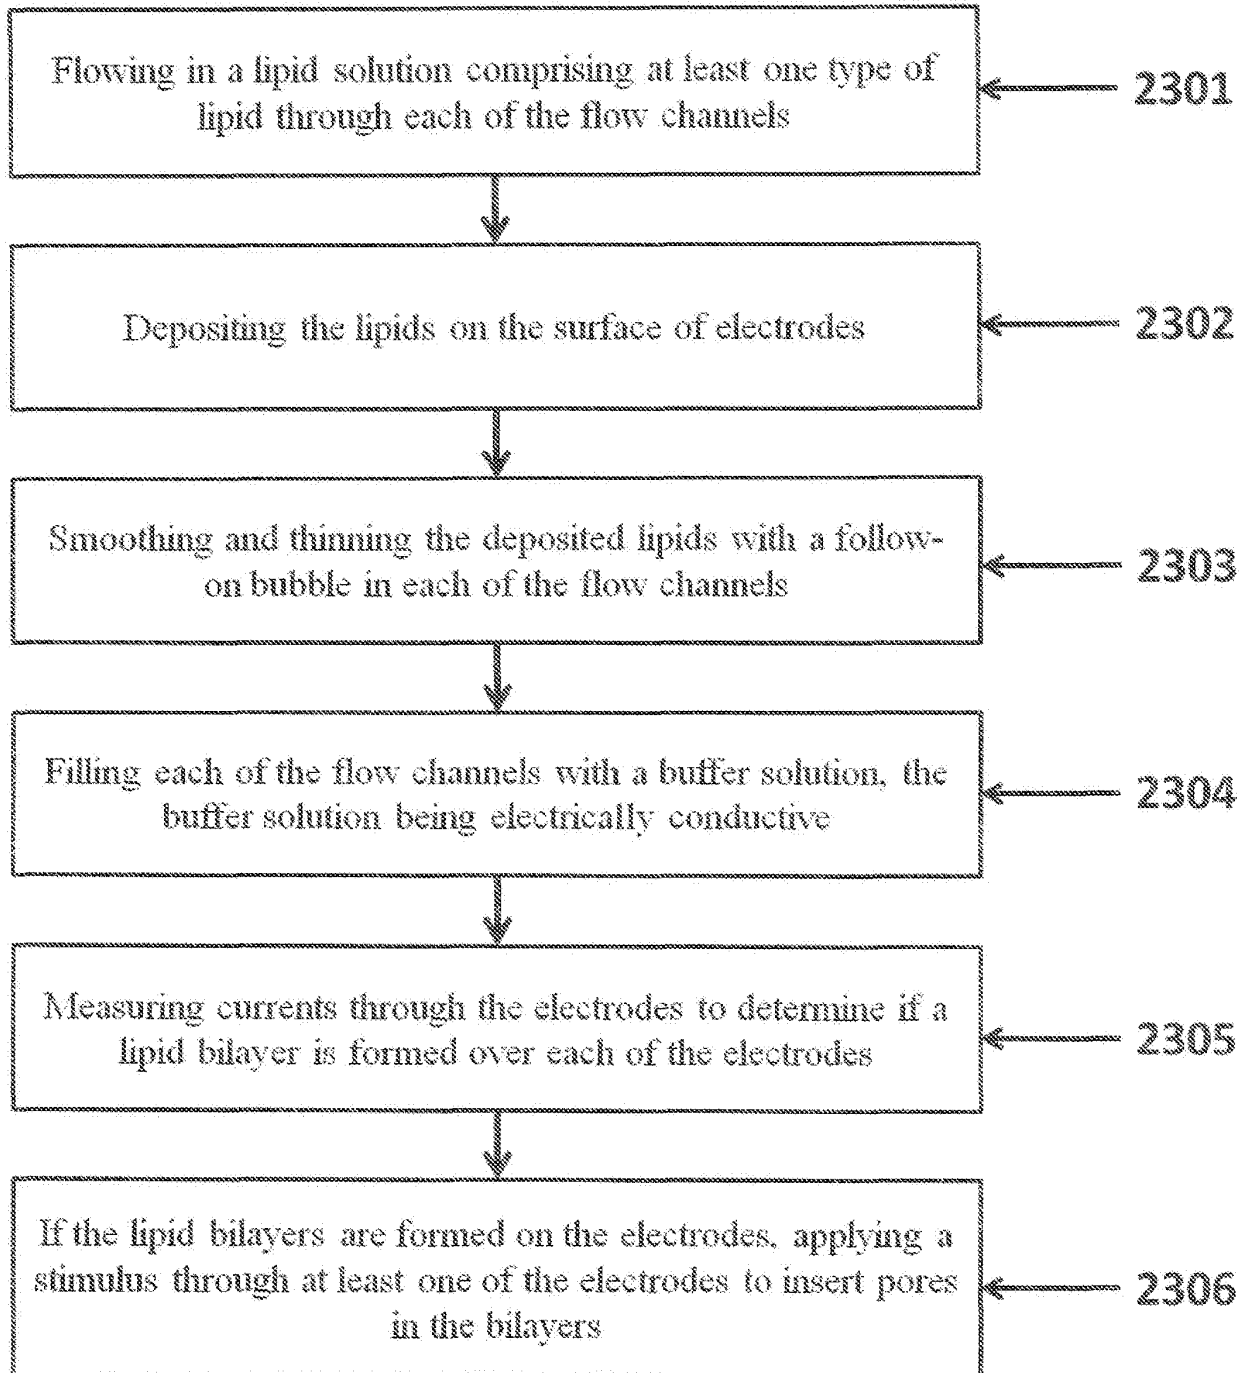 Flowing in a lipid solution comprising at least one type of
lipid through each of the flow channels
2301
Depositing the lipids on the surface of electrodes
2302
Smoothing and thinning the deposited lipids with a follow-
on bubble in each of the flow channels
2303
Filling each of the flow channels with a buffer solution, the
buffer solution being electrically conductive
2304
Measuring currents through the electrodes to determine if a
lipid bilayer is formed over each of the electrodes
2305
If the lipid bilayers are formed on the electrodes, applying a
stimulus through at least one of the electrodes to insert pores
in the bilayers
2306